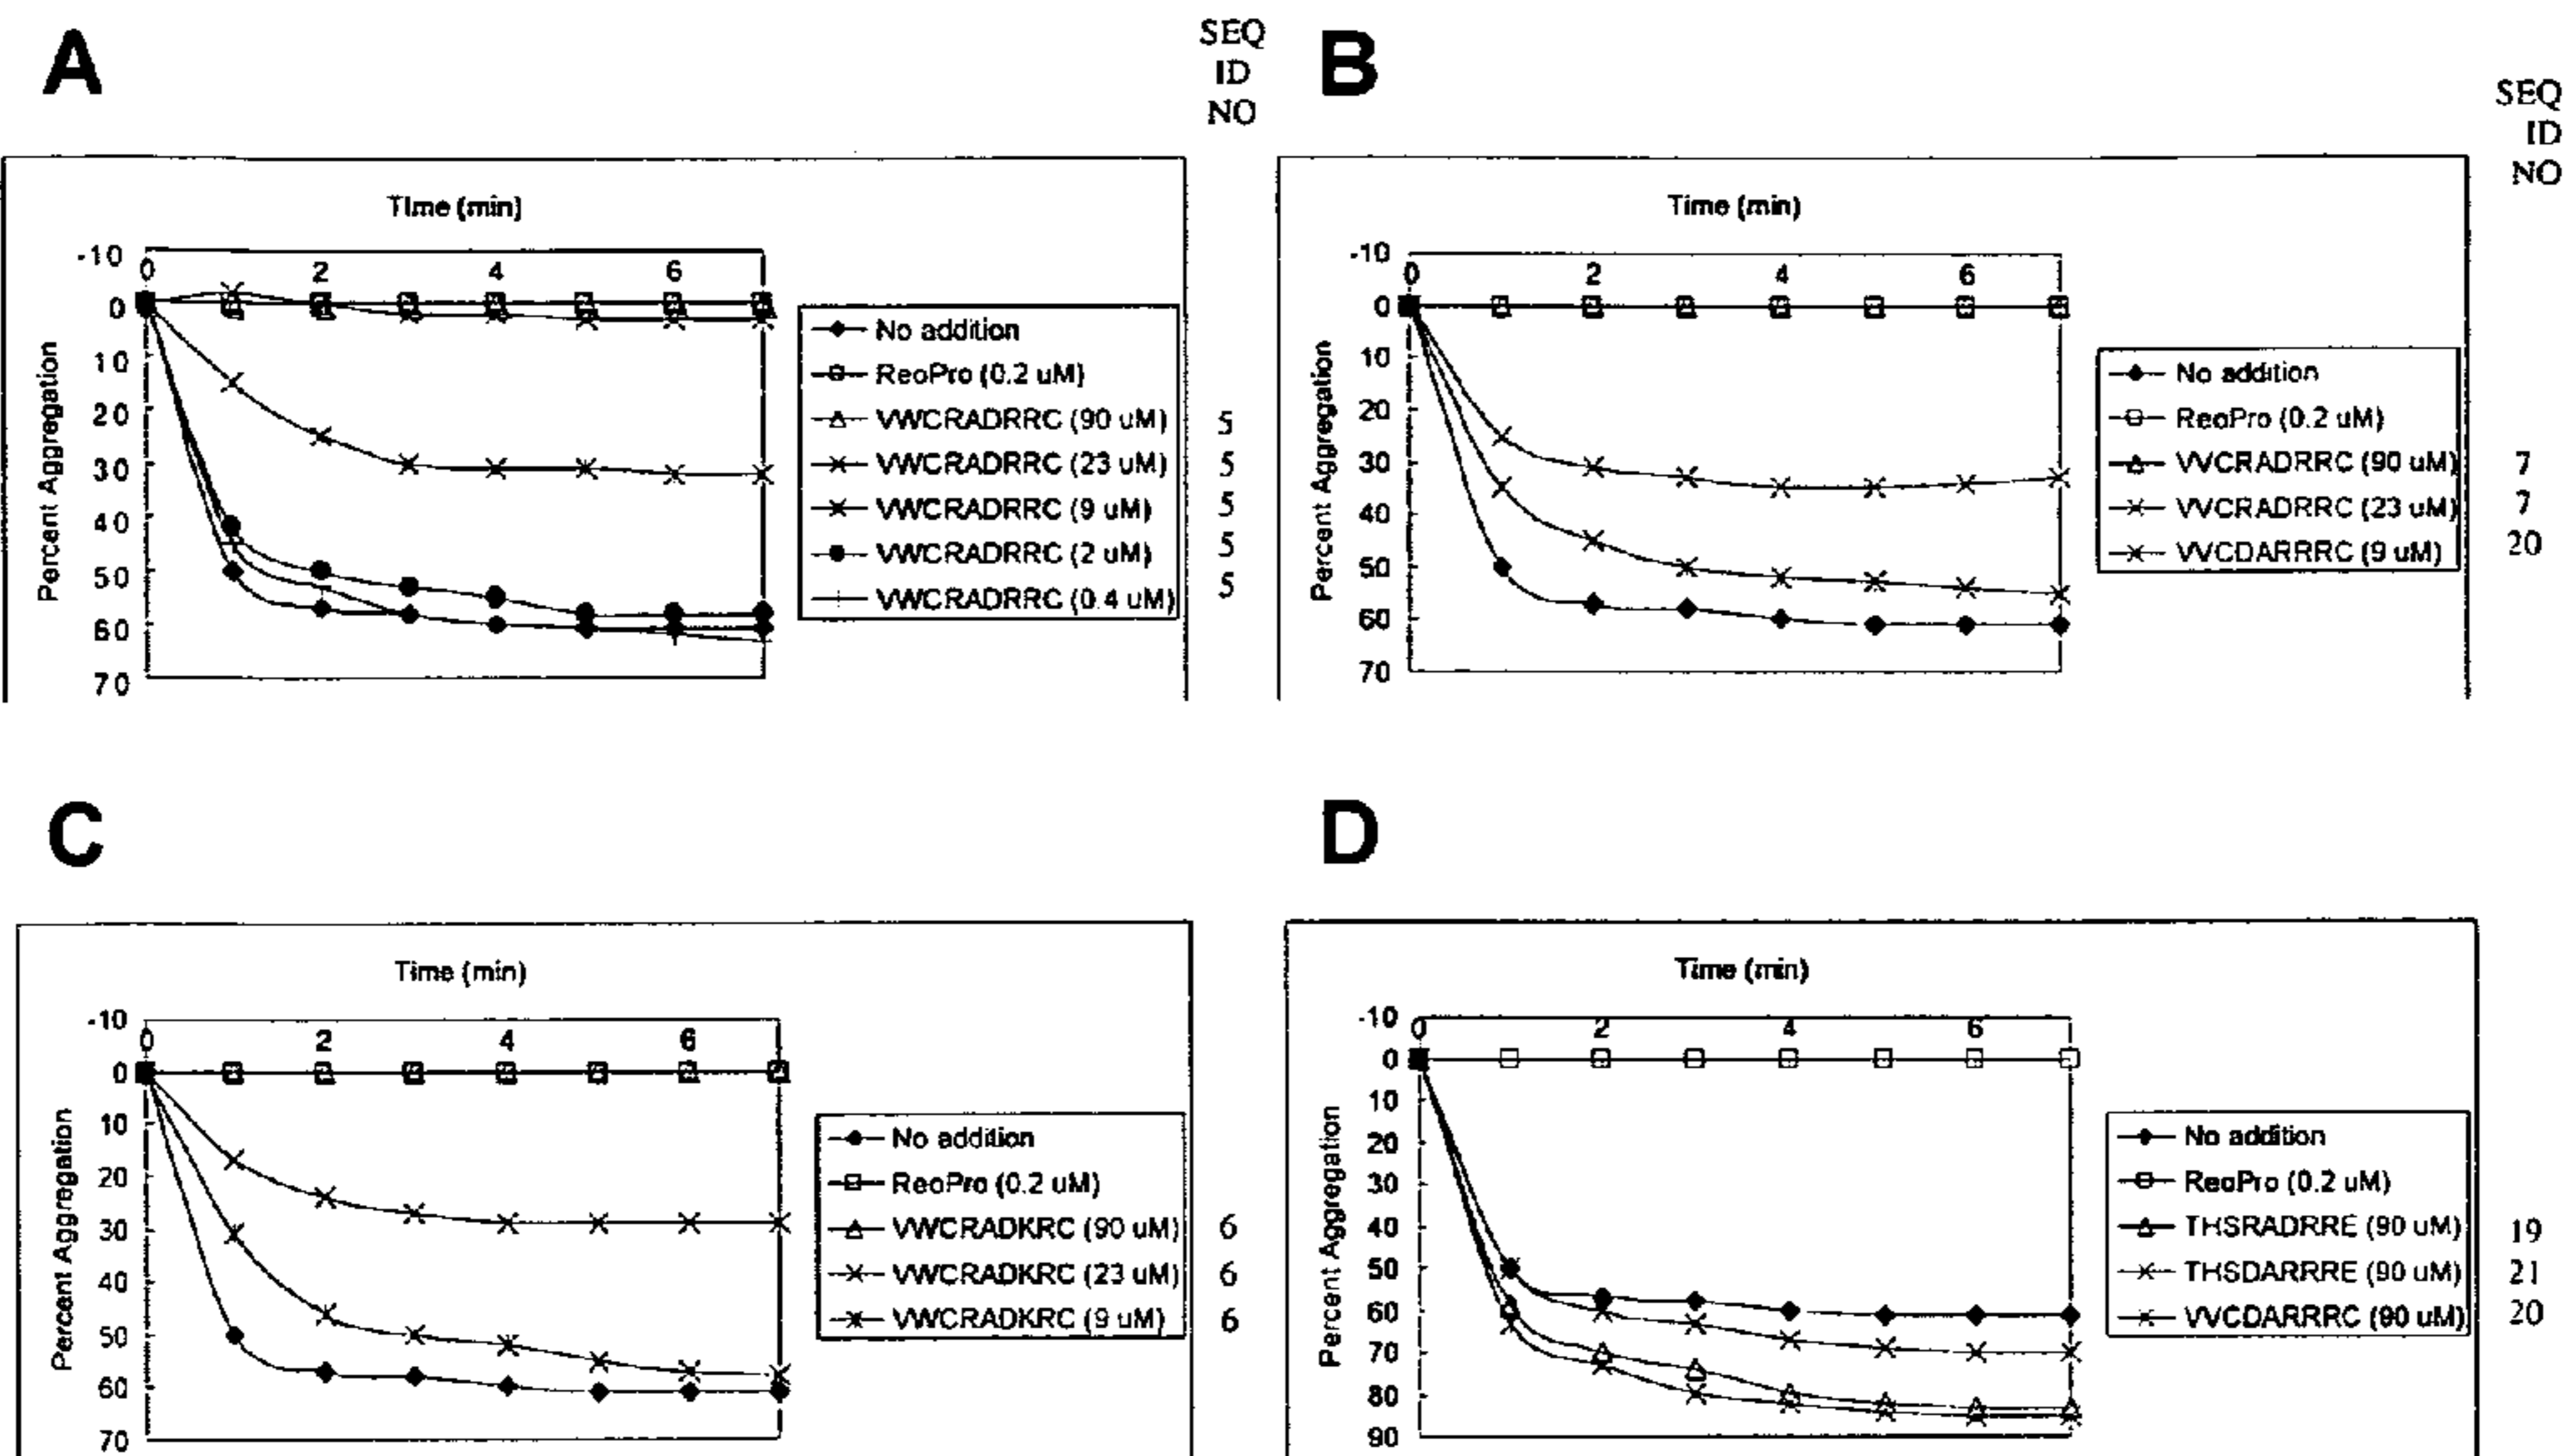 A
SEQ
ID
NO
Time (min)
-10
0 2 4 6
0
10
20
30
40
50
60
70
Percent Aggregation
No addition
ReoPro (0.2 uM)
VWCRADRRC (90 uM) 5
VWCRADRRC (23 uM) 5
VWCRADRRC (9 uM) 5
VWCRADRRC (2 uM) 5
VWCRADRRC (0.4 uM) 5
B
SEQ
ID
NO
Time (min)
-10
0 2 4 6
0
10
20
30
40
50
60
70
Percent Aggregation
No addition
ReoPro (0.2 uM)
VVCRADRRC (90 uM) 7
VVCRADRRC (23 uM) 7
VVCDARRRC (9 uM) 20
C
Time (min)
-10
0 2 4 6
0
10
20
30
40
50
60
70
Percent Aggregation
No addition
ReoPro (0.2 uM)
VWCRADKRC (90 uM) 6
VWCRADKRC (23 uM) 6
VWCRADKRC (9 uM) 6
D
Time (min)
-10
0 2 4 6
0
10
20
30
40
50
60
70
80
90
Percent Aggregation
No addition
ReoPro (0.2 uM)
THSRADRRE (90 uM) 19
THSDARRRE (90 uM) 21
VVCDARRRC (90 uM) 20